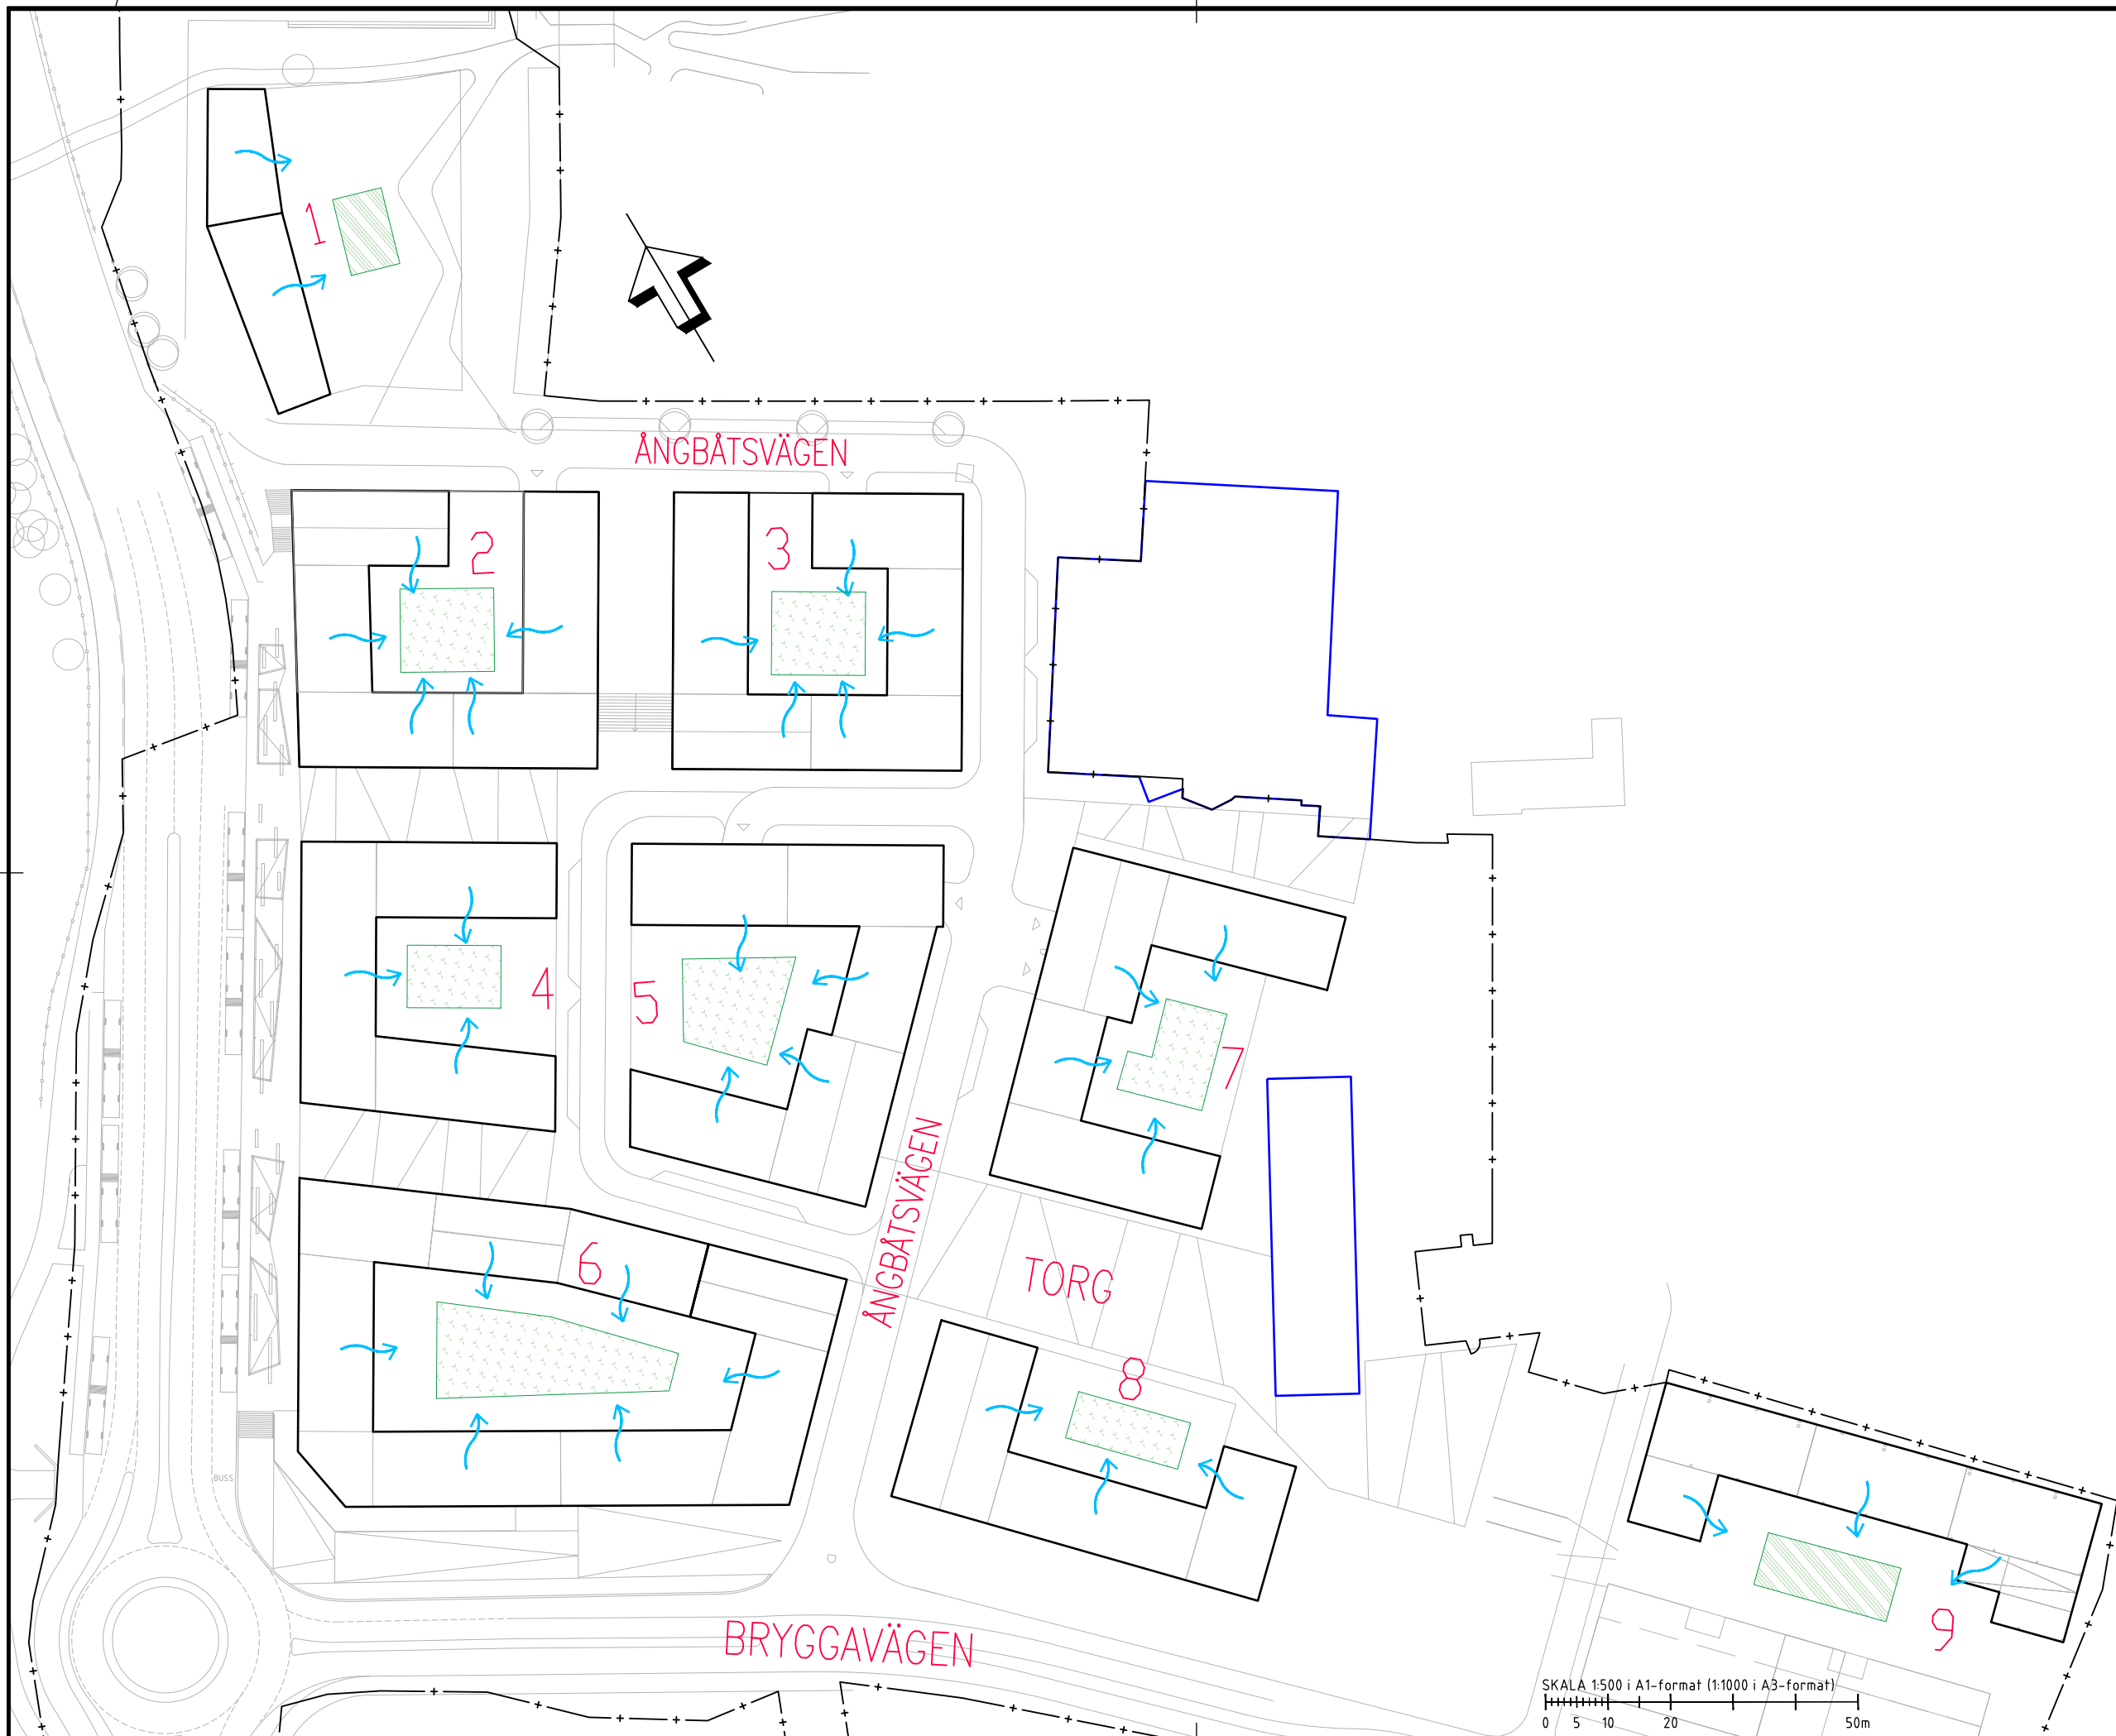 1
ÅNGBÅTSVÄGEN
2
3
4
5
7
ÅNGBÅTSVÄGEN
6
TORG
8
BUSS
9
BRYGGAVÄGEN
SKALA 1:500 i A1-format (1:1000 i A3-format)
0 5 10 20 50m